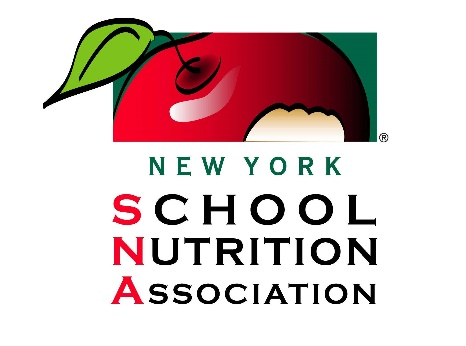 ®
NEW YORK
SCHOOL
NUTRITION
ASSOCIATION